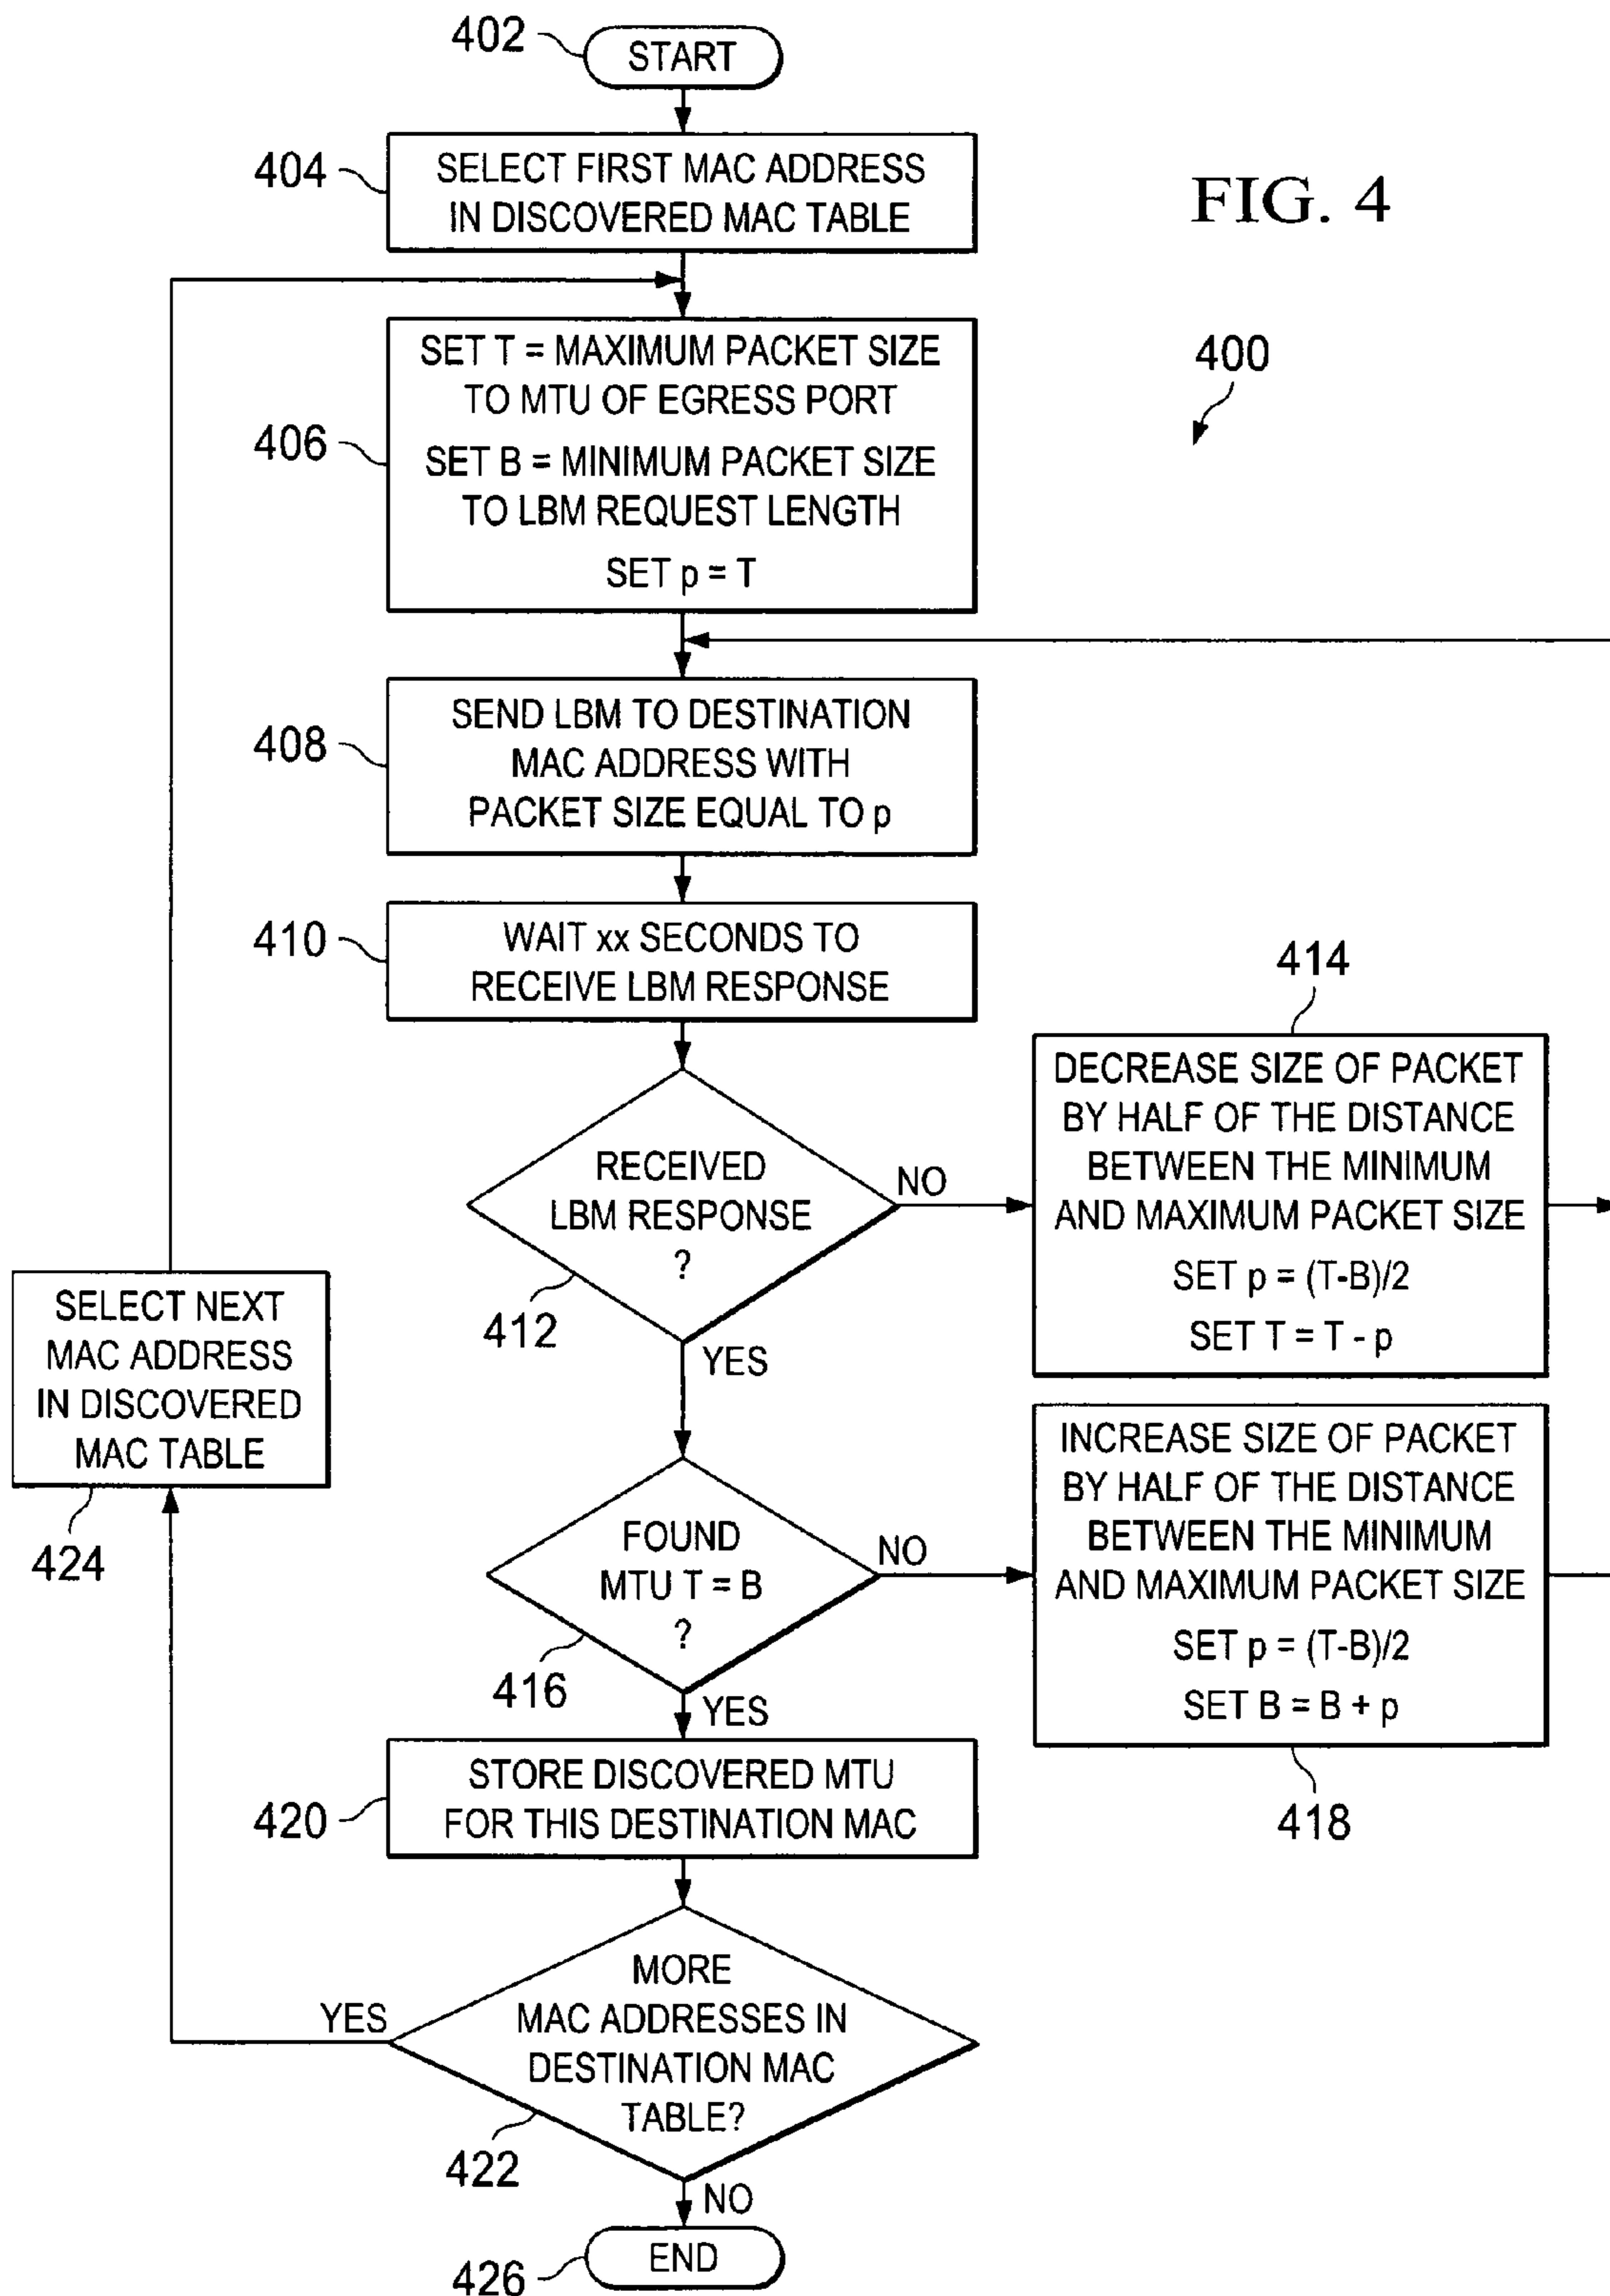 402
START
404
SELECT FIRST MAC ADDRESS
IN DISCOVERED MAC TABLE
FIG. 4
400
406
SET T = MAXIMUM PACKET SIZE
TO MTU OF EGRESS PORT
SET B = MINIMUM PACKET SIZE
TO LBM REQUEST LENGTH
SET p = T
408
SEND LBM TO DESTINATION
MAC ADDRESS WITH
PACKET SIZE EQUAL TO p
410
WAIT xx SECONDS TO
RECEIVE LBM RESPONSE
412
RECEIVED
LBM RESPONSE
?
NO
YES
414
DECREASE SIZE OF PACKET
BY HALF OF THE DISTANCE
BETWEEN THE MINIMUM
AND MAXIMUM PACKET SIZE
SET p = (T-B)/2
SET T = T - p
416
FOUND
MTU T = B
?
NO
YES
INCREASE SIZE OF PACKET
BY HALF OF THE DISTANCE
BETWEEN THE MINIMUM
AND MAXIMUM PACKET SIZE
SET p = (T-B)/2
SET B = B + p
418
420
STORE DISCOVERED MTU
FOR THIS DESTINATION MAC
422
MORE
MAC ADDRESSES IN
DESTINATION MAC
TABLE?
YES
NO
SELECT NEXT
MAC ADDRESS
IN DISCOVERED
MAC TABLE
424
426
END